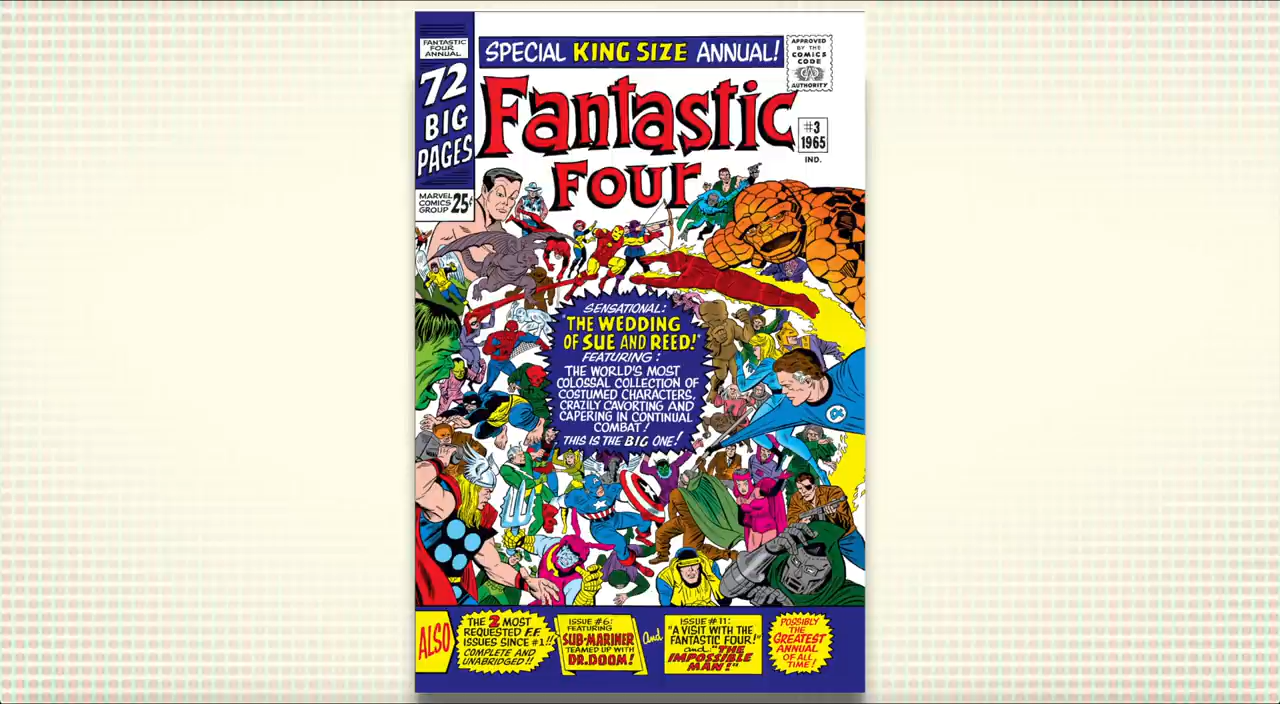 FANTASTIC
FOUR
ANNUAL
72
BIG
PAGES
MARVEL
COMICS
GROUP
25¢
SPECIAL KING SIZE ANNUAL!
APPROVED
BY THE
COMICS
CODE
CA
AUTHORITY
Fantastic
Four
#3
1965
IND.
SENSATIONAL:
"THE WEDDING
OF SUE AND REED!"
FEATURING:
THE WORLD'S MOST
COLOSSAL COLLECTION OF
COSTUMED CHARACTERS,
CRAZILY CAVORTING AND
CAPERING IN CONTINUAL
COMBAT!
THIS IS THE BIG ONE!
4
ALSO
THE 2 MOST
REQUESTED F.F.
ISSUES SINCE #1!!
COMPLETE AND
UNABRIDGED!!
ISSUE #6:
FEATURING
SUB-MARINER
TEAMED UP WITH
DR. DOOM!
and
ISSUE #11:
"A VISIT WITH THE
FANTASTIC FOUR!"
and: "THE
IMPOSSIBLE
MAN!"
POSSIBLY
THE
GREATEST
ANNUAL
OF ALL
TIME!